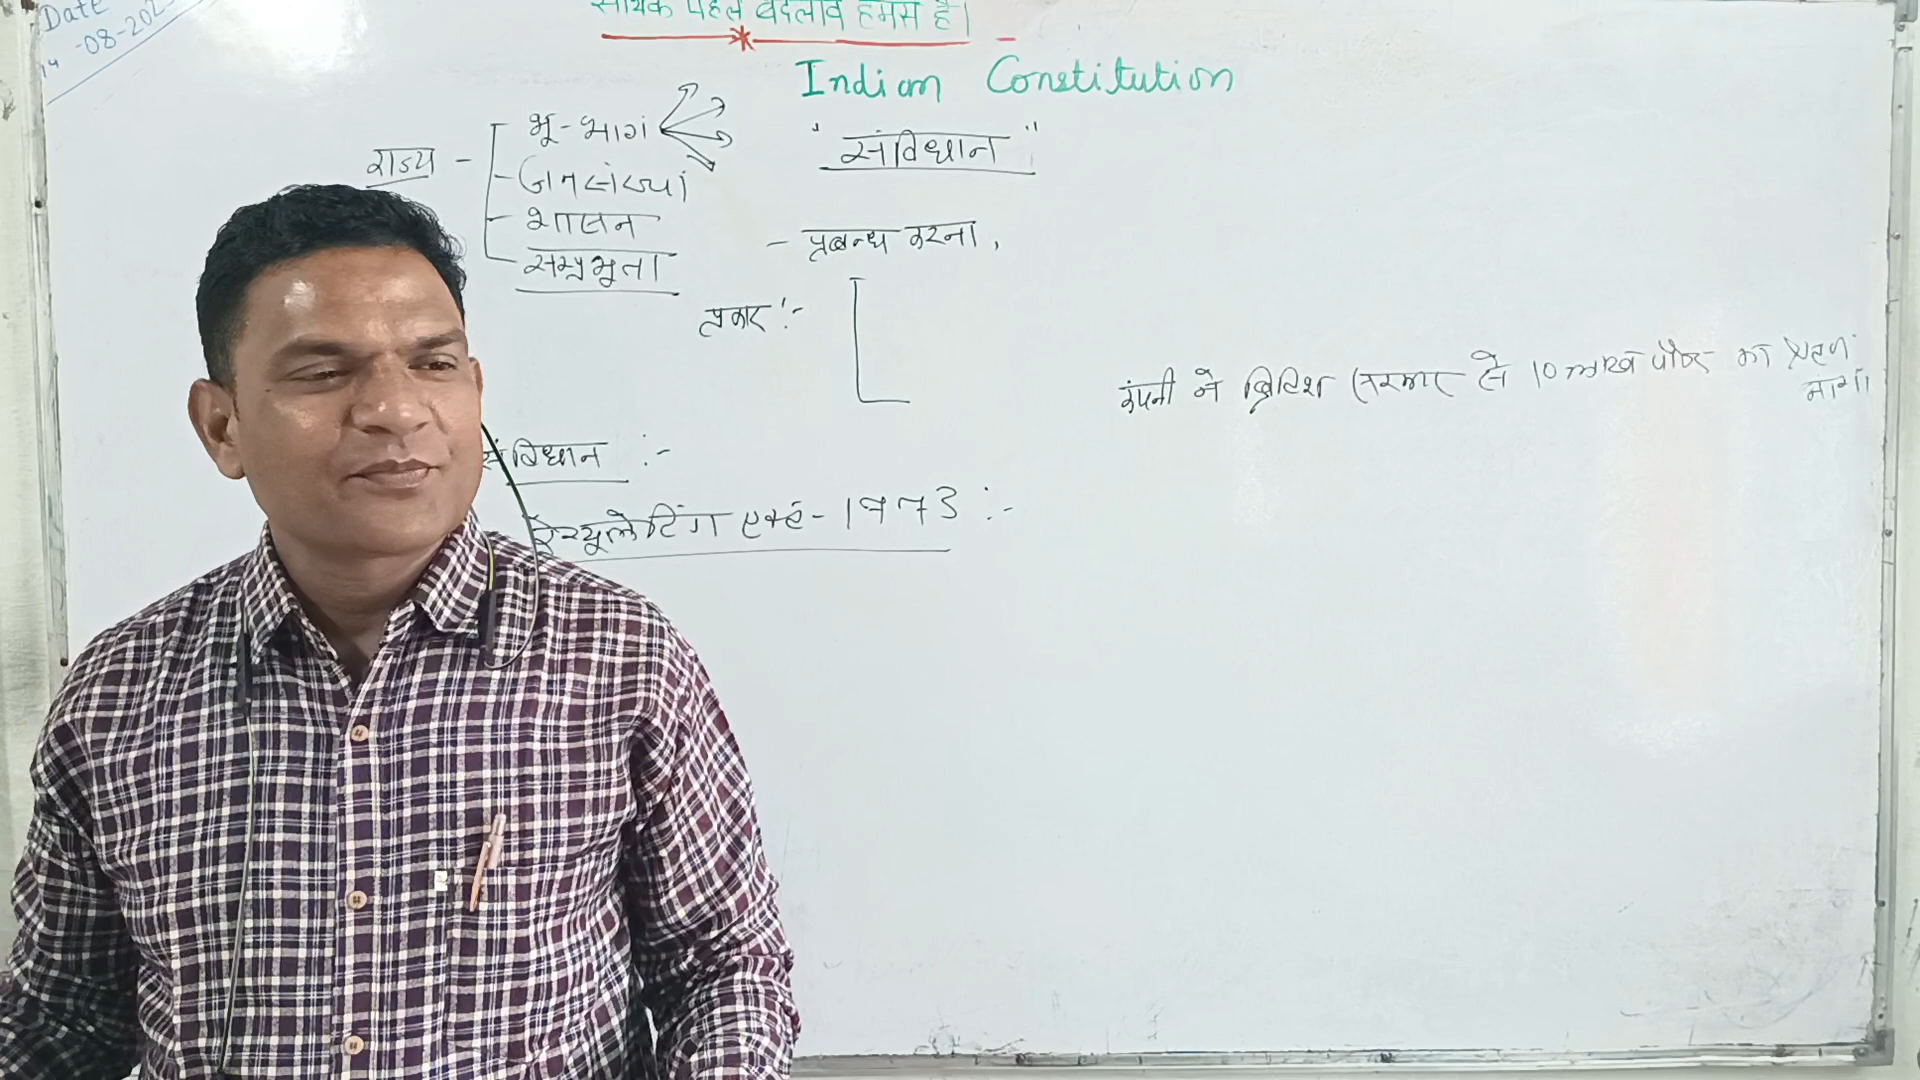 Date
-08-202
सार्थक पहल बदलाव हमसे है।
Indian Constitution
"संविधान"
राज्य -
भू-भाग
जनसंख्या
शासन
सम्प्रभुता
- प्रबन्ध करना,
प्रकार :-
कंपनी ने ब्रिटिश सरकार से 10 लाख पौण्ड का ऋण
मांगा।
संविधान :-
रेग्यूलेटिंग एक्ट - 1773 :-